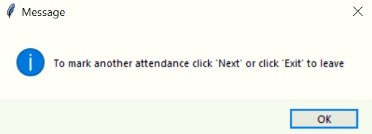 Message
To mark another attendance click 'Next' or click 'Exit' to leave
OK